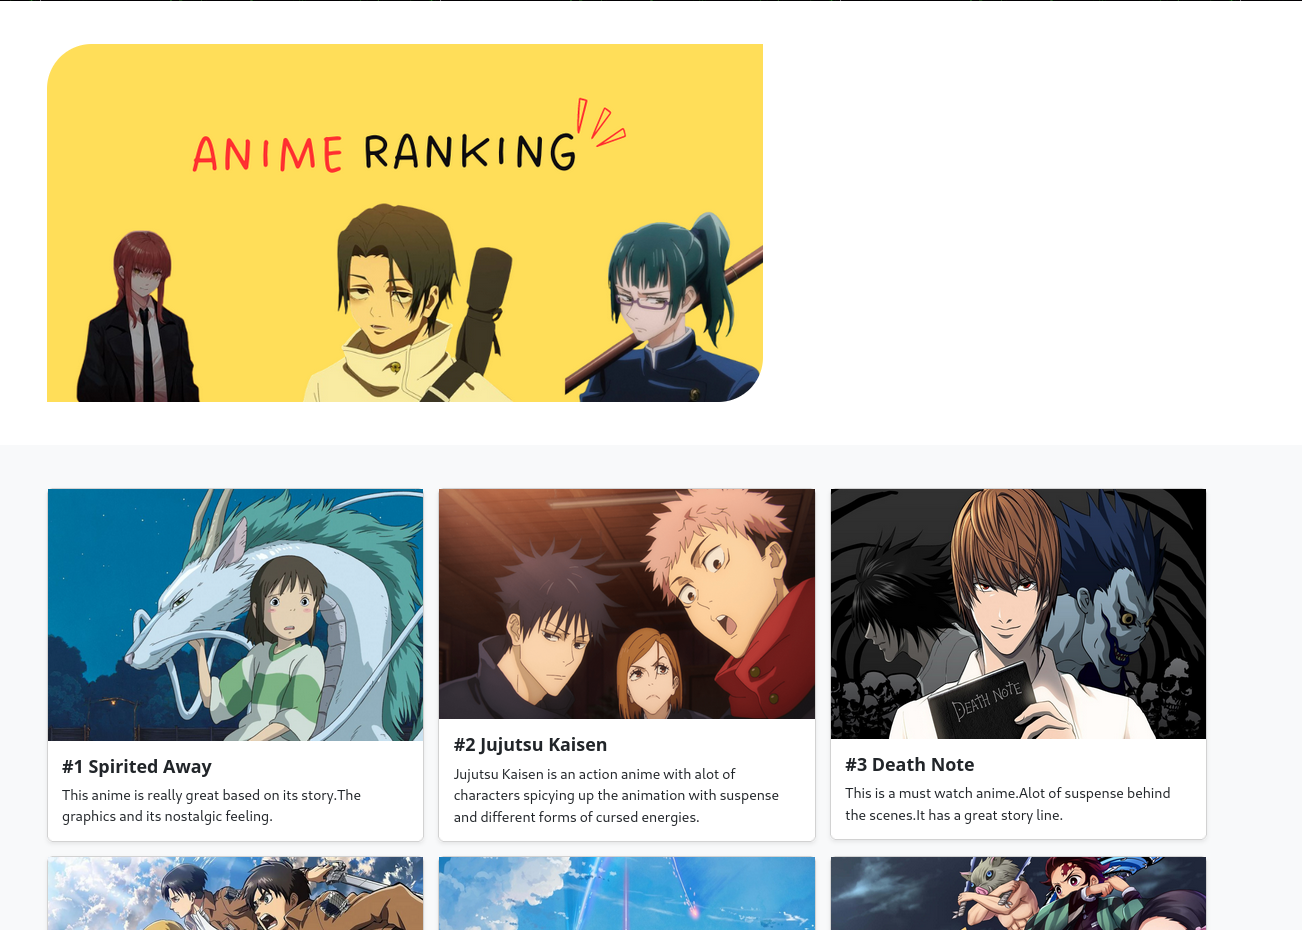 ANIME RANKING
DEATH NOTE
#1 Spirited Away
This anime is really great based on its story.The
graphics and its nostalgic feeling.
#2 Jujutsu Kaisen
Jujutsu Kaisen is an action anime with alot of
characters spicying up the animation with suspense
and different forms of cursed energies.
#3 Death Note
This is a must watch anime.Alot of suspense behind
the scenes.It has a great story line.